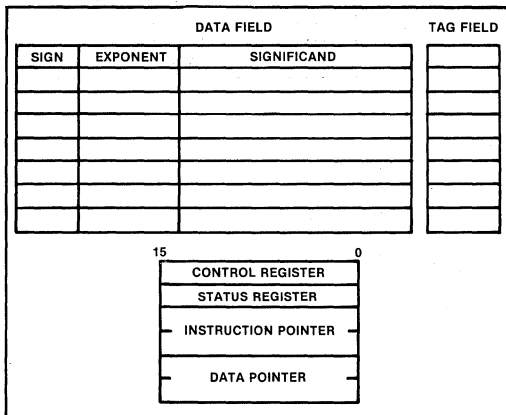 DATA FIELD TAG FIELD
SIGN EXPONENT SIGNIFICAND
15 0
CONTROL REGISTER
STATUS REGISTER
INSTRUCTION POINTER
DATA POINTER